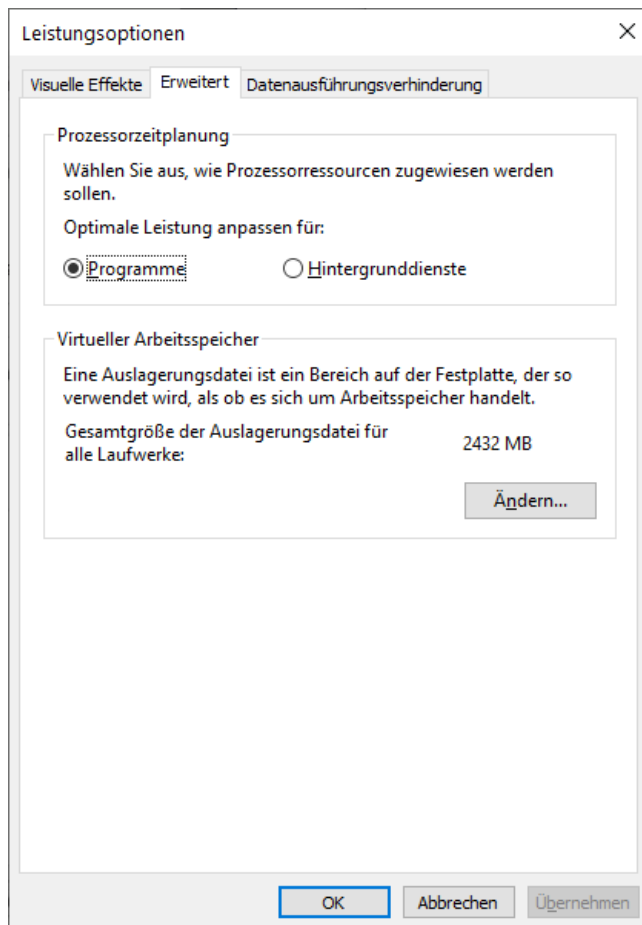 Leistungsoptionen
Visuelle Effekte Erweitert Datenausführungsverhinderung
Prozessorzeitplanung
Wählen Sie aus, wie Prozessorressourcen zugewiesen werden
sollen.
Optimale Leistung anpassen für:
Programme Hintergrunddienste
Virtueller Arbeitsspeicher
Eine Auslagerungsdatei ist ein Bereich auf der Festplatte, der so
verwendet wird, als ob es sich um Arbeitsspeicher handelt.
Gesamtgröße der Auslagerungsdatei für
alle Laufwerke: 2432 MB
Ändern...
OK Abbrechen Übernehmen